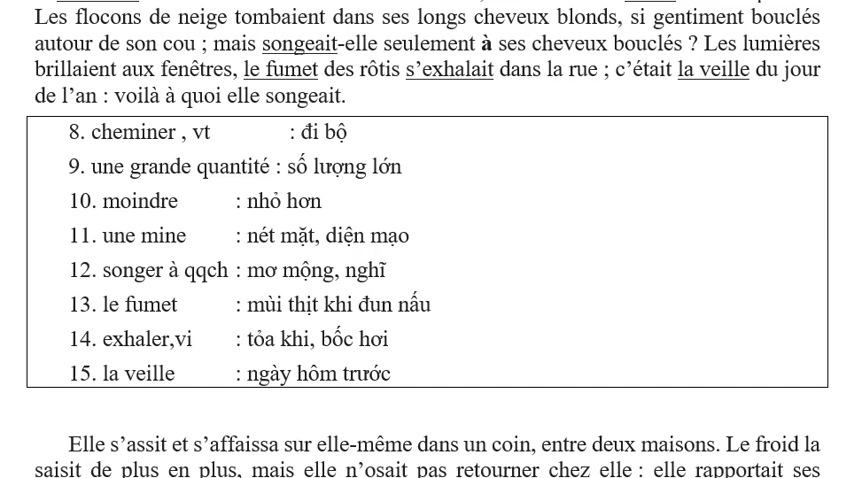 Les flocons de neige tombaient dans ses longs cheveux blonds, si gentiment bouclés
autour de son cou ; mais songeait-elle seulement à ses cheveux bouclés ? Les lumières
brillaient aux fenêtres, le fumet des rôtis s’exhalait dans la rue ; c’était la veille du jour
de l’an : voilà à quoi elle songeait.
8. cheminer , vt : đi bộ
9. une grande quantité : số lượng lớn
10. moindre : nhỏ hơn
11. une mine : nét mặt, diện mạo
12. songer à qqch : mơ mộng, nghĩ
13. le fumet : mùi thịt khi đun nấu
14. exhaler,vi : tỏa khi, bốc hơi
15. la veille : ngày hôm trước
Elle s’assit et s’affaissa sur elle-même dans un coin, entre deux maisons. Le froid la
saisit de plus en plus, mais elle n’osait pas retourner chez elle : elle rapportait ses